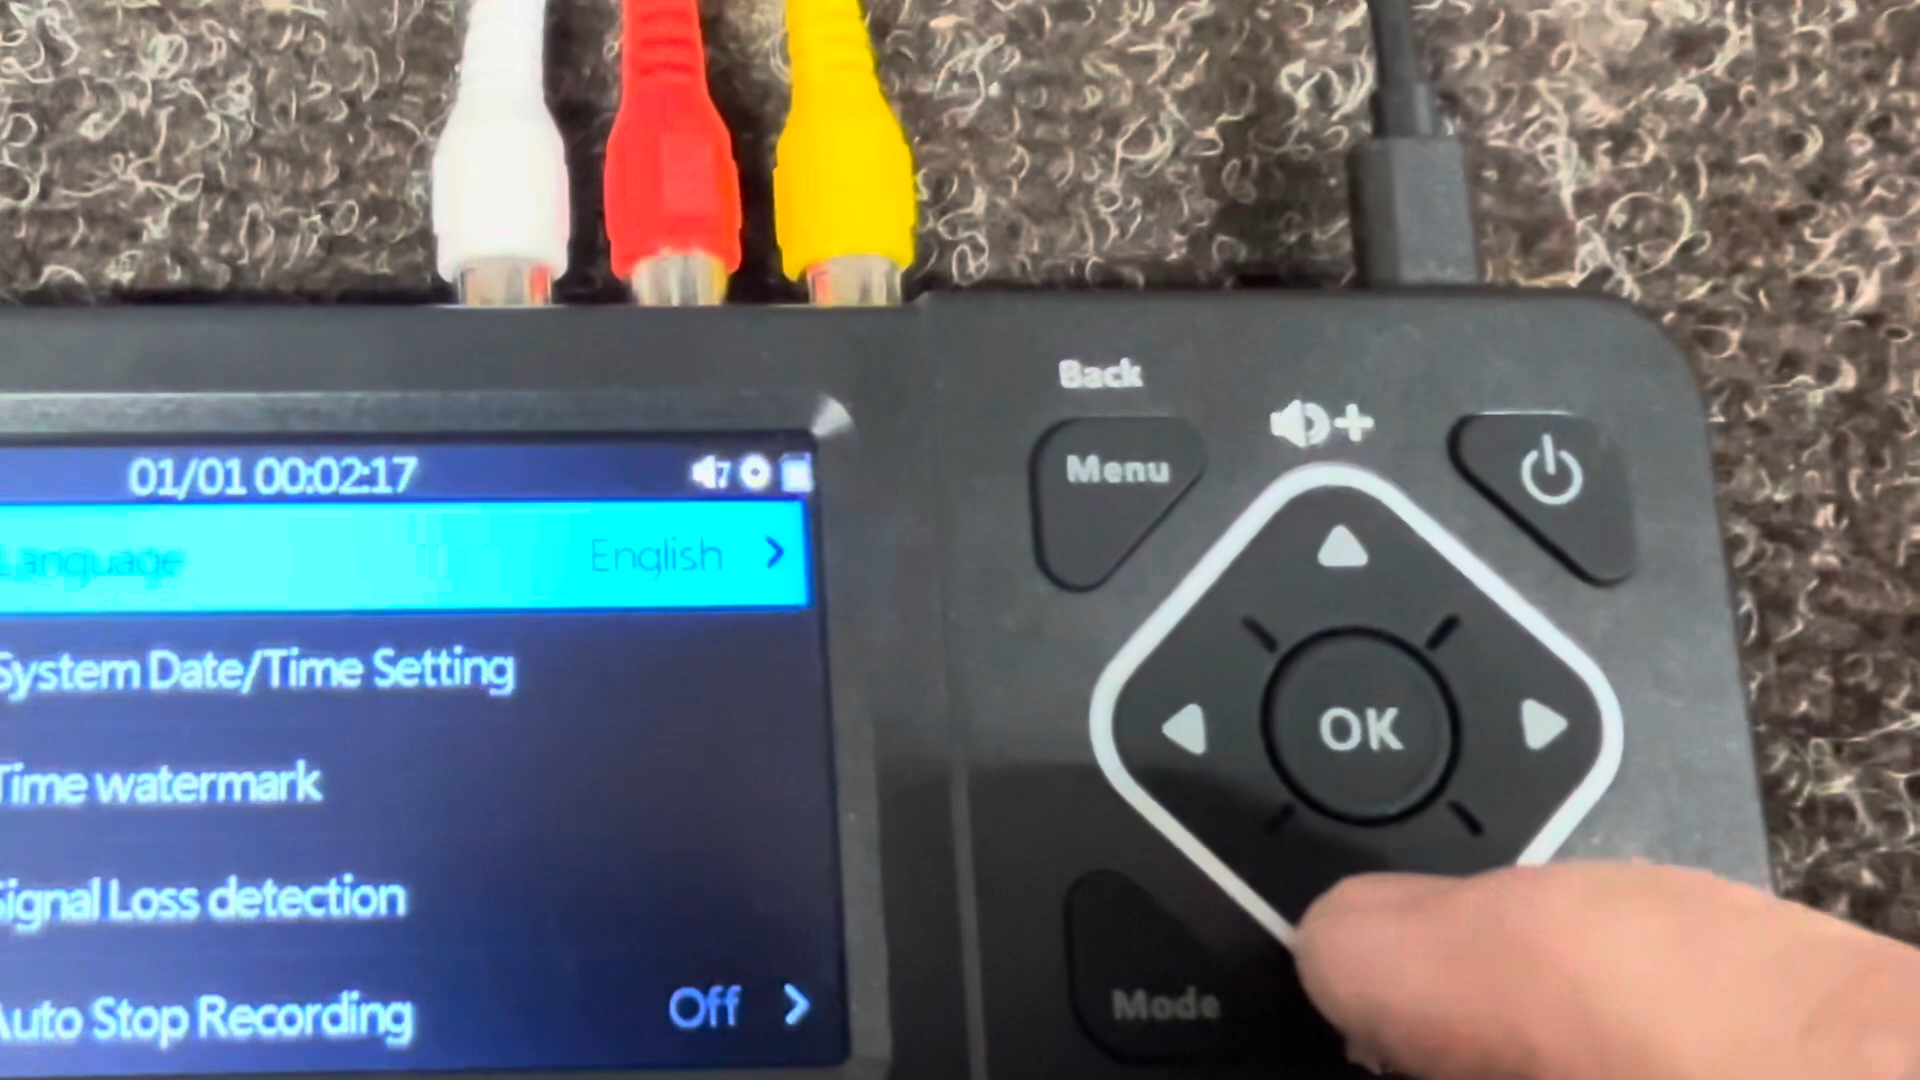 Back
Menu
01/01 00:02:17
7
Language English
System Date/Time Setting
OK
Time watermark
Signal Loss detection
Mode
Auto Stop Recording Off